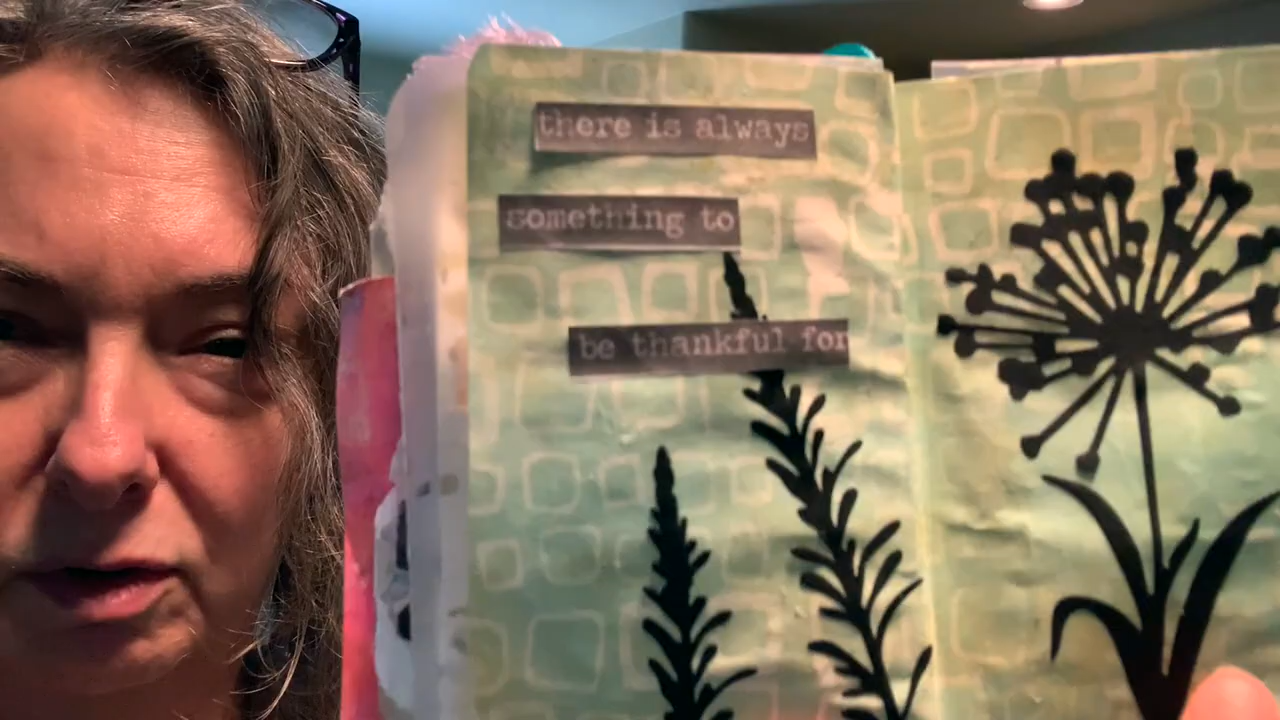 there is always
something to
be thankful for